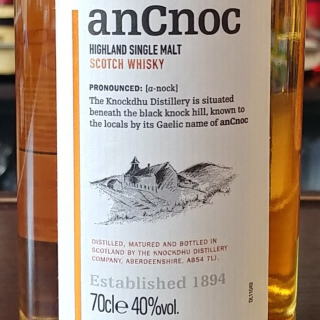 anCnoc
HIGHLAND SINGLE MALT
SCOTCH WHISKY
PRONOUNCED: [a-nock]
The Knockdhu Distillery is situated
beneath the black knock hill, known to
the locals by its Gaelic name of anCnoc
DISTILLED, MATURED AND BOTTLED IN
SCOTLAND BY THE KNOCKDHU DISTILLERY
COMPANY, ABERDEENSHIRE, AB54 7LJ.
Established 1894
70cl e 40%vol.